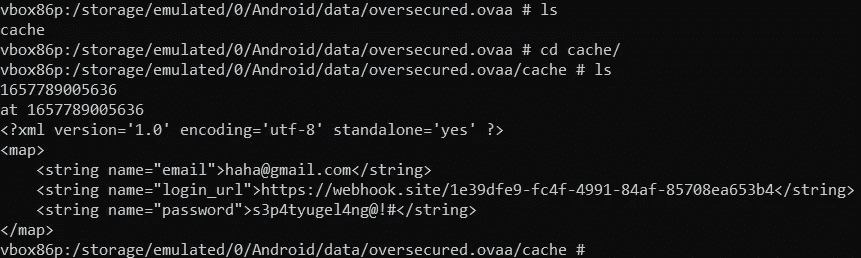 vbox86p:/storage/emulated/0/Android/data/oversecured.ovaa # ls
cache
vbox86p:/storage/emulated/0/Android/data/oversecured.ovaa # cd cache/
vbox86p:/storage/emulated/0/Android/data/oversecured.ovaa/cache # ls
1657789005636
at 1657789005636
<?xml version='1.0' encoding='utf-8' standalone='yes' ?>
<map>
    <string name="email">haha@gmail.com</string>
    <string name="login_url">https://webhook.site/1e39dfe9-fc4f-4991-84af-85708ea653b4</string>
    <string name="password">s3p4tyugel4ng@!#</string>
</map>
vbox86p:/storage/emulated/0/Android/data/oversecured.ovaa/cache #